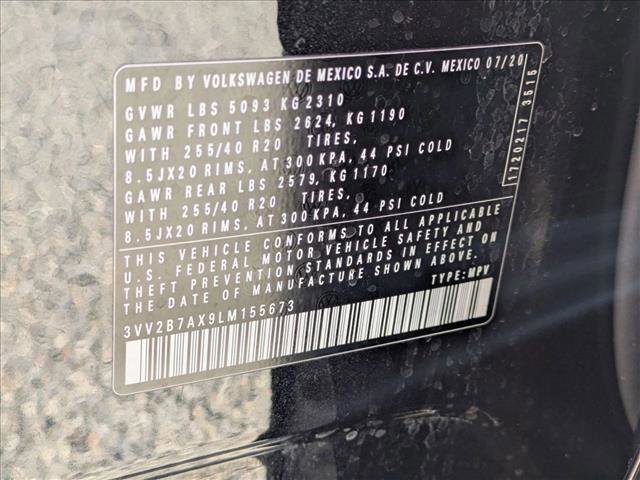 MFD BY VOLKSWAGEN DE MEXICO S.A. DE C.V. MEXICO 07/20
GVWR LBS 5093 KG 2310
GAWR FRONT LBS 2624, KG 1190
WITH 255/40 R20 TIRES,
8.5JX20 RIMS, AT 300 KPA, 44 PSI COLD
GAWR REAR LBS 2579, KG 1170
WITH 255/40 R20 TIRES,
8.5JX20 RIMS, AT 300 KPA, 44 PSI COLD
THIS VEHICLE CONFORMS TO ALL APPLICABLE
U.S. FEDERAL MOTOR VEHICLE SAFETY AND
THEFT PREVENTION STANDARDS IN EFFECT ON
THE DATE OF MANUFACTURE SHOWN ABOVE.
3VV2B7AX9LM155673 TYPE: MPV
1720217 3515